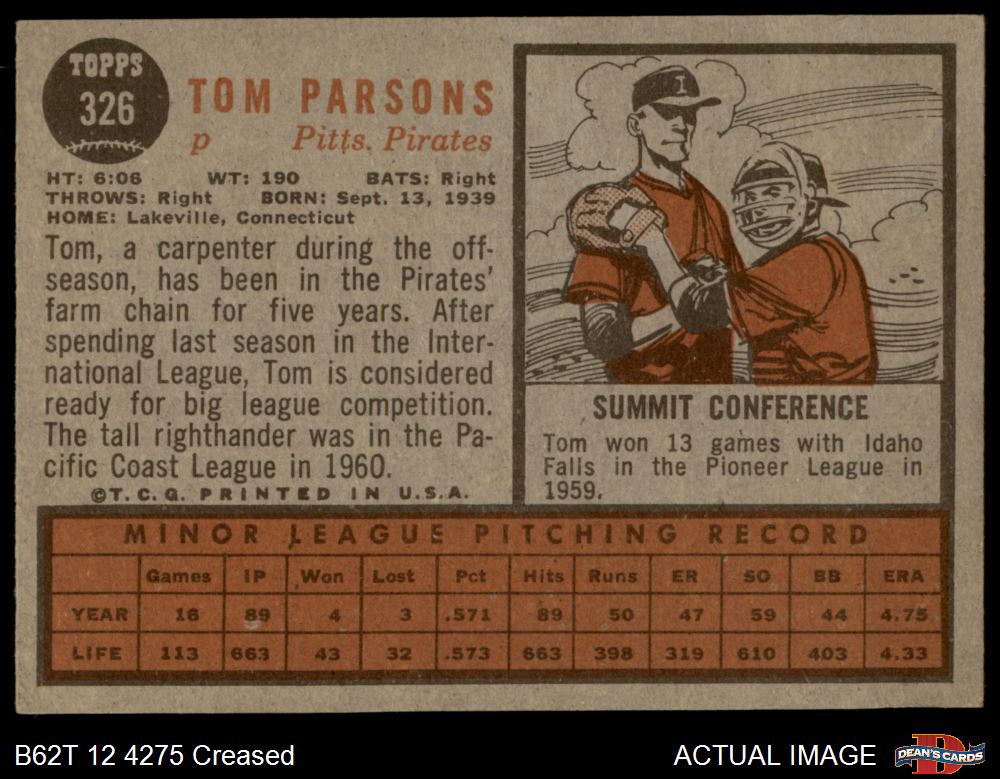 TOPPS
326
TOM PARSONS
p Pitts. Pirates
HT: 6:06 WT: 190 BATS: Right
THROWS: Right BORN: Sept. 13, 1939
HOME: Lakeville, Connecticut
Tom, a carpenter during the off-
season, has been in the Pirates'
farm chain for five years. After
spending last season in the Inter-
national League, Tom is considered
ready for big league competition.
The tall righthander was in the Pa-
cific Coast League in 1960.
©T.C.G. PRINTED IN U.S.A.
I
SUMMIT CONFERENCE
Tom won 13 games with Idaho
Falls in the Pioneer League in
1959.
MINOR LEAGUE PITCHING RECORD
Games IP Won Lost Pct Hits Runs ER SO BB ERA
YEAR 16 89 4 3 .571 89 50 47 59 44 4.75
LIFE 113 663 43 32 .573 663 398 319 610 403 4.33
B62T 12 4275 Creased
ACTUAL IMAGE
D
DEAN'S CARDS